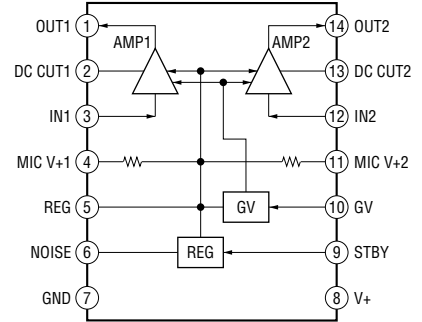 OUT1 1 14 OUT2
AMP1 AMP2
DC CUT1 2 13 DC CUT2
IN1 3 12 IN2
MIC V+1 4 11 MIC V+2
REG 5 GV 10 GV
NOISE 6 REG 9 STBY
GND 7 8 V+